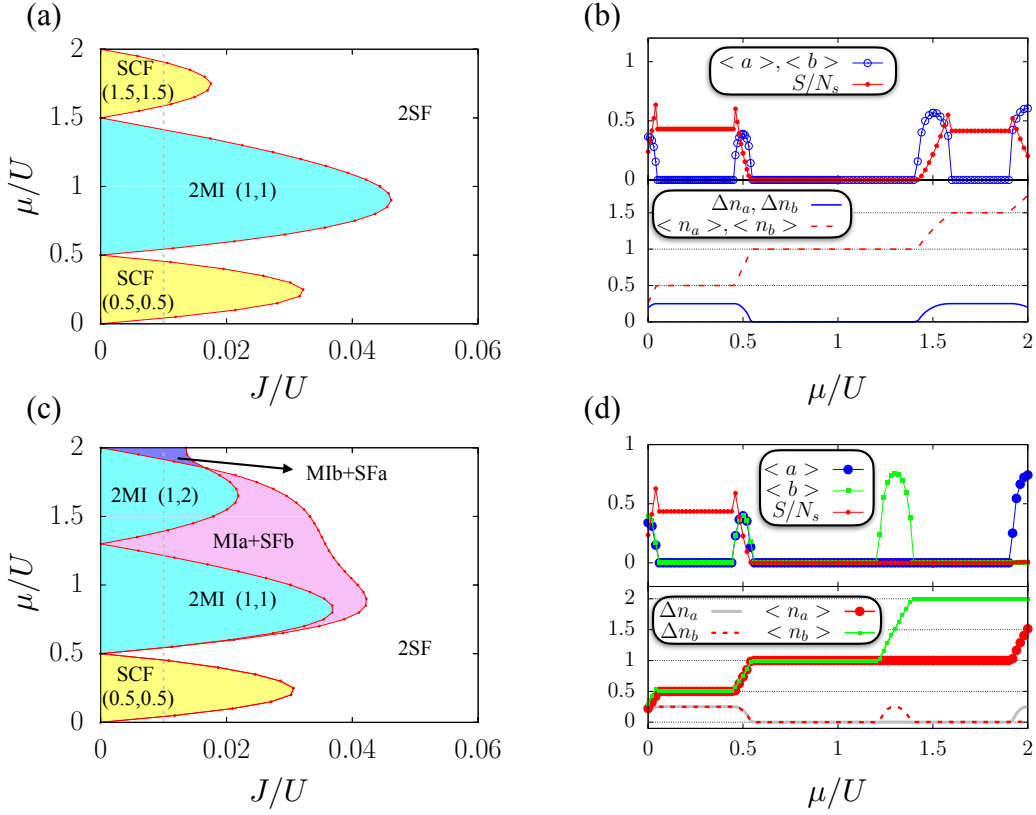 (a)
2
1.5
1
0.5
0
μ/U
SCF
(1.5,1.5)
2SF
2MI (1,1)
SCF
(0.5,0.5)
0
0.02
0.04
0.06
J/U
(b)
1
0.5
0
< a >, < b >
S/N_s
1.5
1
0.5
0
Δn_a, Δn_b
< n_a >, < n_b >
0
0.5
1
1.5
2
μ/U
(c)
2
1.5
1
0.5
0
μ/U
MIb+SFa
2MI (1,2)
MIa+SFb
2MI (1,1)
2SF
SCF
(0.5,0.5)
0
0.02
0.04
0.06
J/U
(d)
1
0.5
0
< a >
< b >
S/N_s
2
1.5
1
0.5
0
Δn_a < n_a >
Δn_b < n_b >
0
0.5
1
1.5
2
μ/U